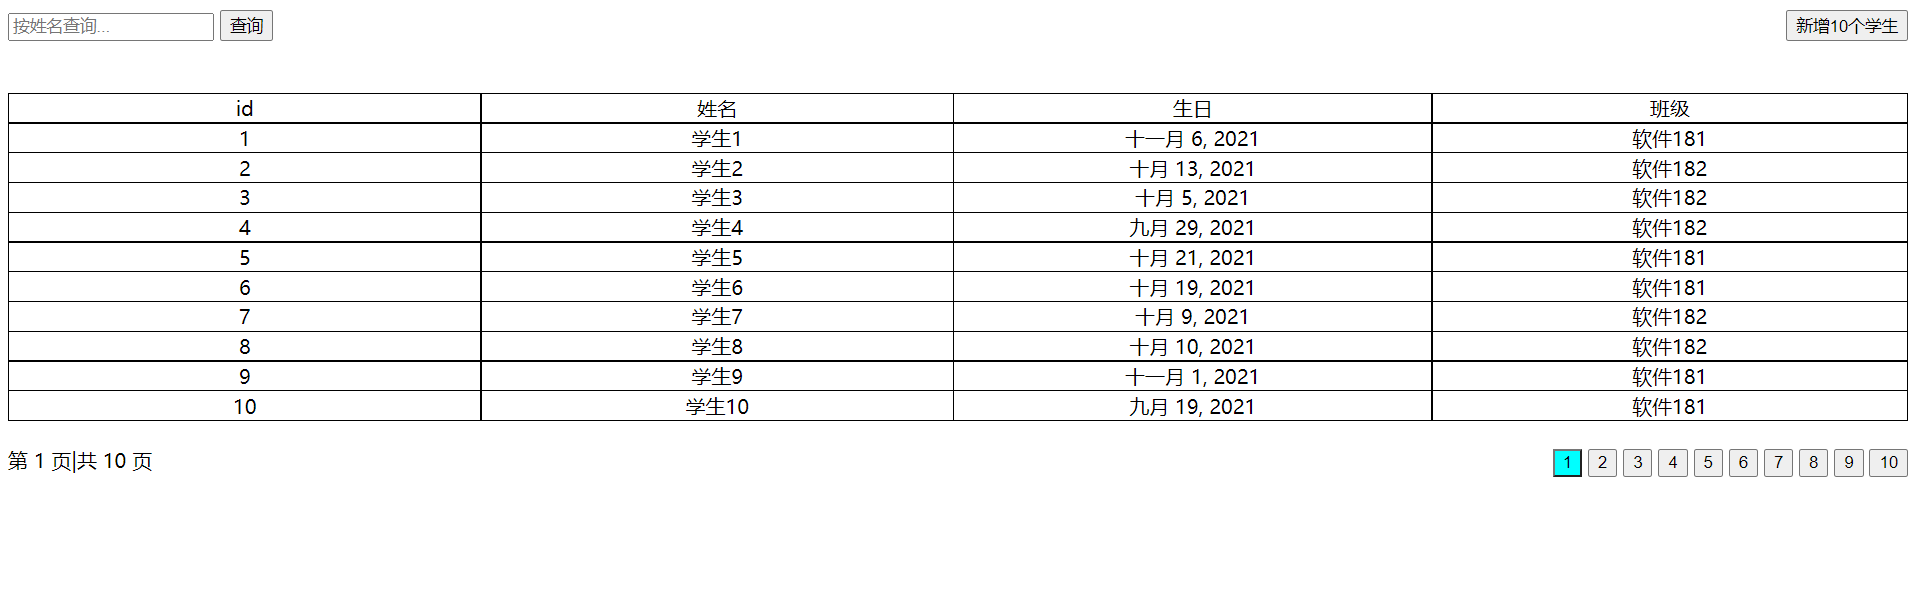 按姓名查询... 查询 新增10个学生
id 姓名 生日 班级
1 学生1 十一月 6, 2021 软件181
2 学生2 十月 13, 2021 软件182
3 学生3 十月 5, 2021 软件182
4 学生4 九月 29, 2021 软件182
5 学生5 十月 21, 2021 软件181
6 学生6 十月 19, 2021 软件181
7 学生7 十月 9, 2021 软件182
8 学生8 十月 10, 2021 软件182
9 学生9 十一月 1, 2021 软件181
10 学生10 九月 19, 2021 软件181
第 1 页|共 10 页 1 2 3 4 5 6 7 8 9 10